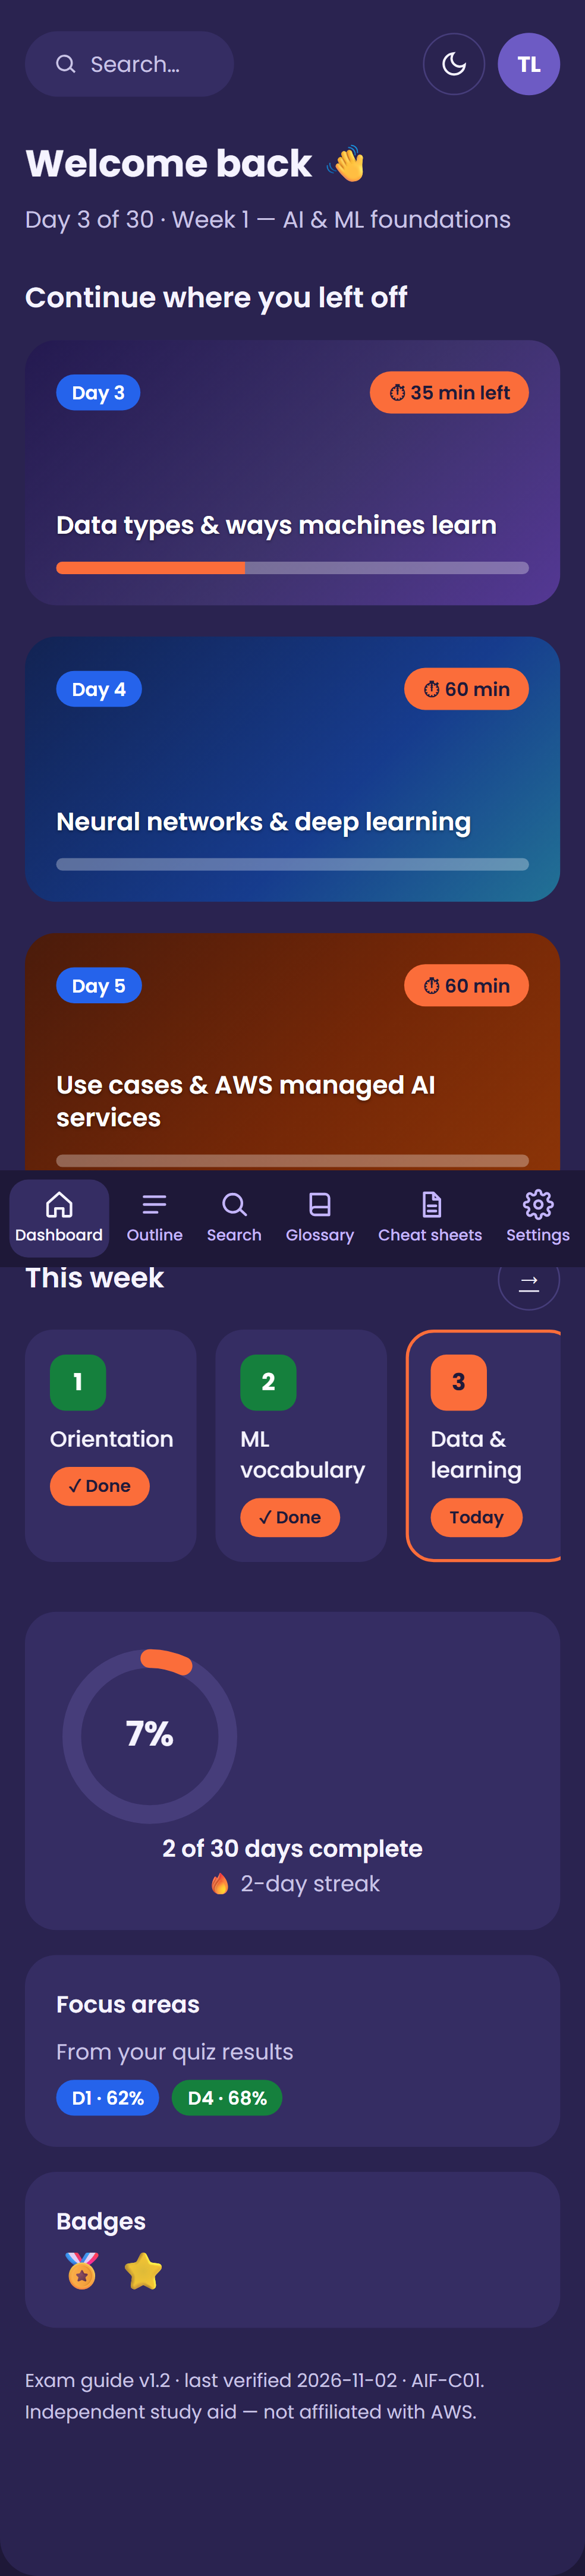 Search...
TL
Welcome back 👋
Day 3 of 30 · Week 1 — AI & ML foundations
Continue where you left off
Day 3
⏱ 35 min left
Data types & ways machines learn
Day 4
⏱ 60 min
Neural networks & deep learning
Day 5
⏱ 60 min
Use cases & AWS managed AI
services
Dashboard
Outline
Search
Glossary
Cheat sheets
Settings
This week
→
1
Orientation
✓ Done
2
ML
vocabulary
✓ Done
3
Data &
learning
Today
7%
2 of 30 days complete
🔥 2-day streak
Focus areas
From your quiz results
D1 · 62%
D4 · 68%
Badges
Exam guide v1.2 · last verified 2026-11-02 · AIF-C01.
Independent study aid — not affiliated with AWS.